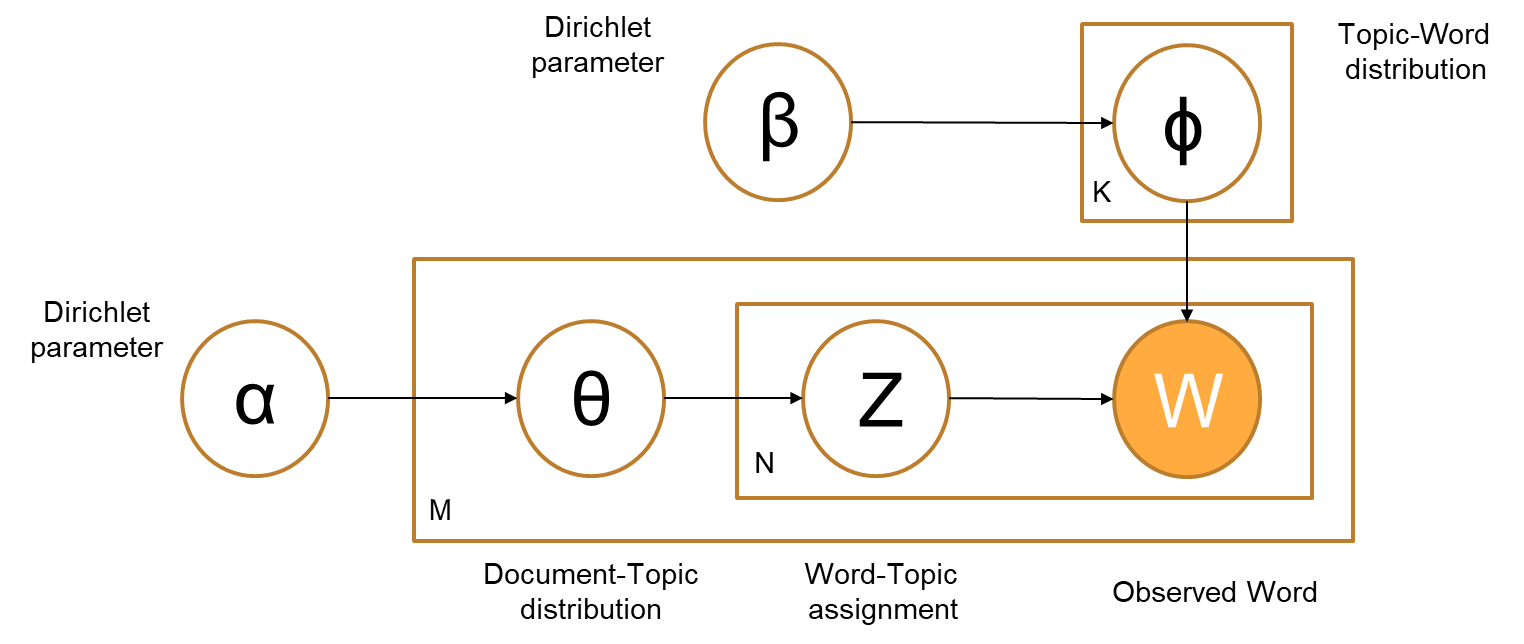 Dirichlet
parameter
β
ϕ
K
Topic-Word
distribution
Dirichlet
parameter
α
θ
Z
W
N
M
Document-Topic
distribution
Word-Topic
assignment
Observed Word